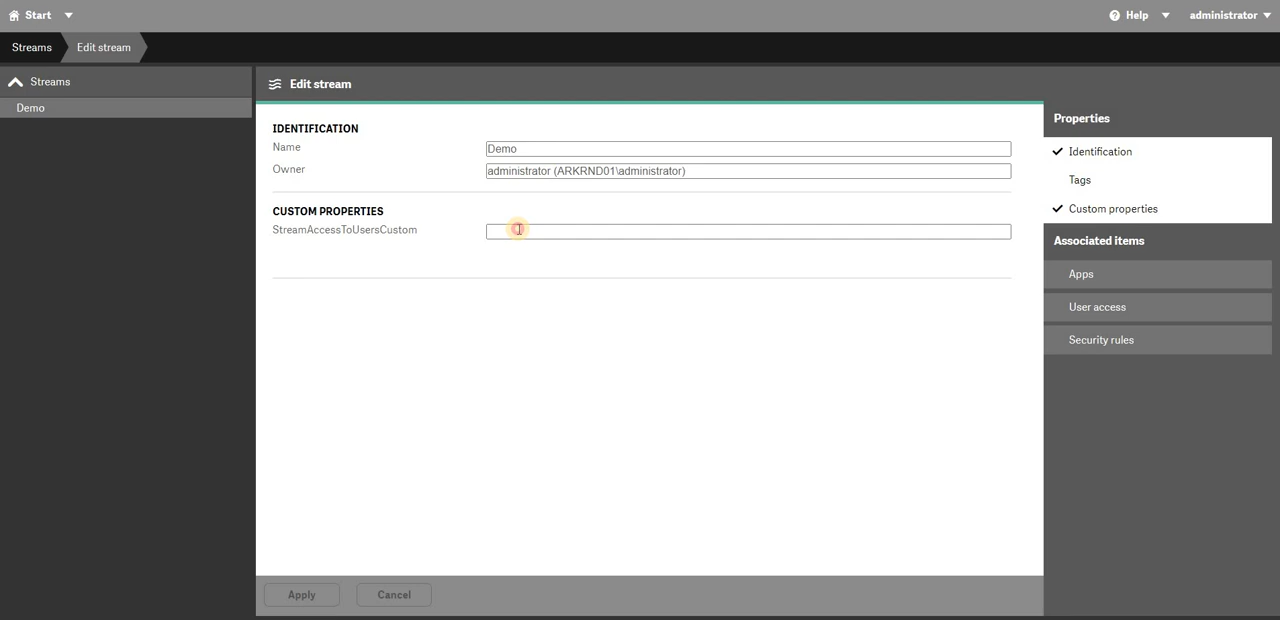 Start
Help
administrator
Streams
Edit stream
Streams
Demo
Edit stream
IDENTIFICATION
Name
Demo
Owner
administrator (ARKRND01\administrator)
CUSTOM PROPERTIES
StreamAccessToUsersCustom
Apply
Cancel
Properties
Identification
Tags
Custom properties
Associated items
Apps
User access
Security rules